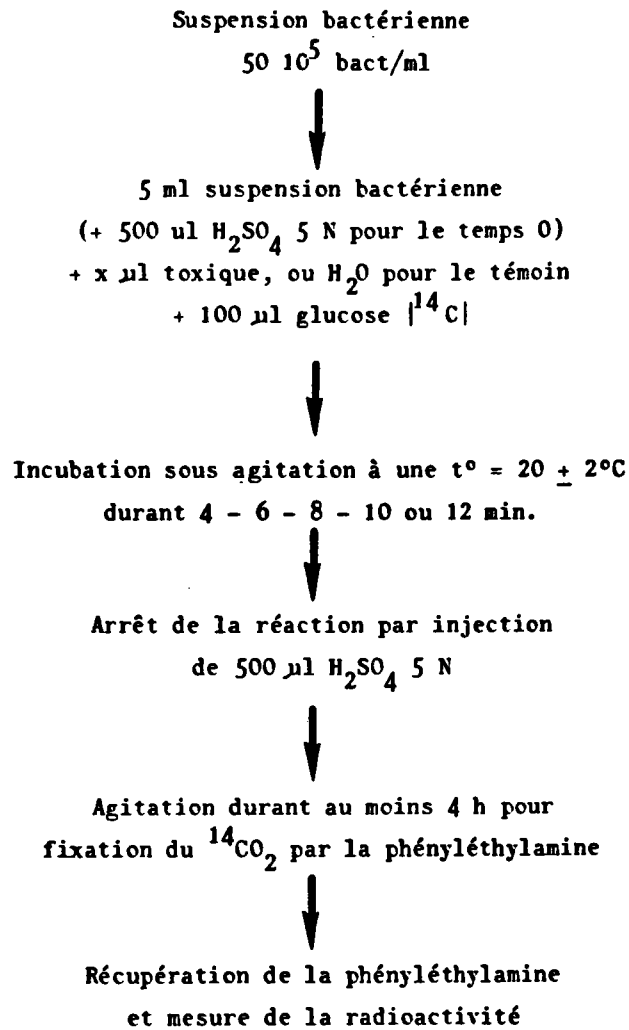 Suspension bactérienne
50 10⁵ bact/ml
5 ml suspension bactérienne
(+ 500 ul H₂SO₄ 5 N pour le temps 0)
+ x µl toxique, ou H₂O pour le témoin
+ 100 µl glucose |¹⁴C|
Incubation sous agitation à une t° = 20 ± 2°C
durant 4 - 6 - 8 - 10 ou 12 min.
Arrêt de la réaction par injection
de 500 µl H₂SO₄ 5 N
Agitation durant au moins 4 h pour
fixation du ¹⁴CO₂ par la phényléthylamine
Récupération de la phényléthylamine
et mesure de la radioactivité